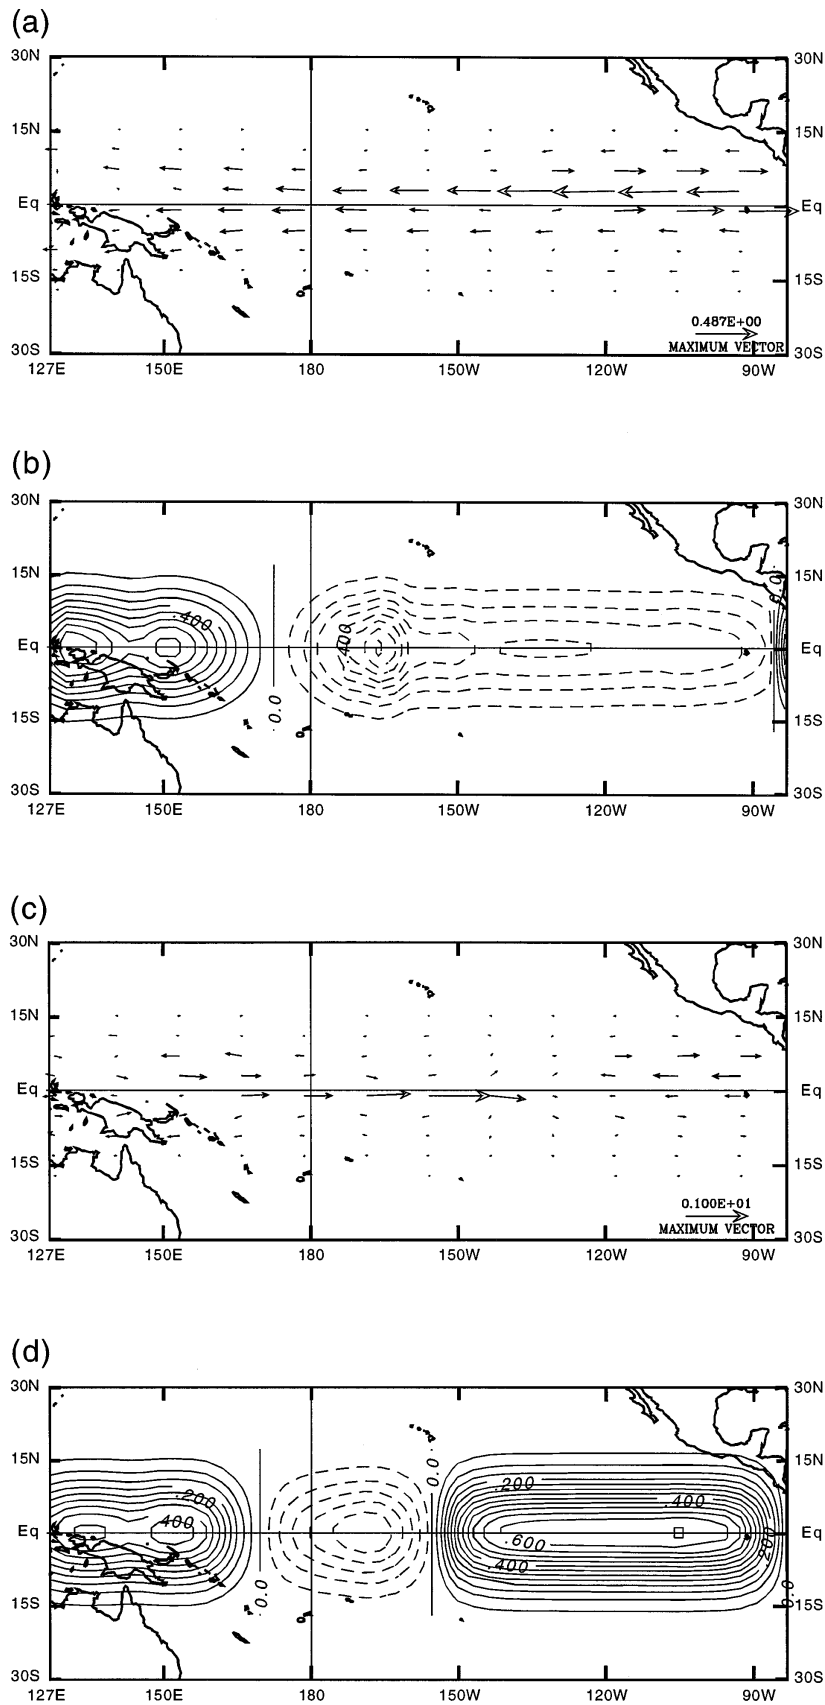 (a)
30N 30N
15N 15N
Eq Eq
15S 15S
0.487E+00
MAXIMUM VECTOR
30S 30S
127E 150E 180 150W 120W 90W
(b)
30N 30N
15N 15N
0.0
.400
Eq .400 Eq
15S 0.0 15S
30S 30S
127E 150E 180 150W 120W 90W
(c)
30N 30N
15N 15N
Eq Eq
15S 15S
0.100E+01
MAXIMUM VECTOR
30S 30S
127E 150E 180 150W 120W 90W
(d)
30N 30N
15N 15N
0.0
.200 .200 .400
.400
Eq .600 .200 Eq
.400
15S 0.0 0.0 15S
30S 30S
127E 150E 180 150W 120W 90W